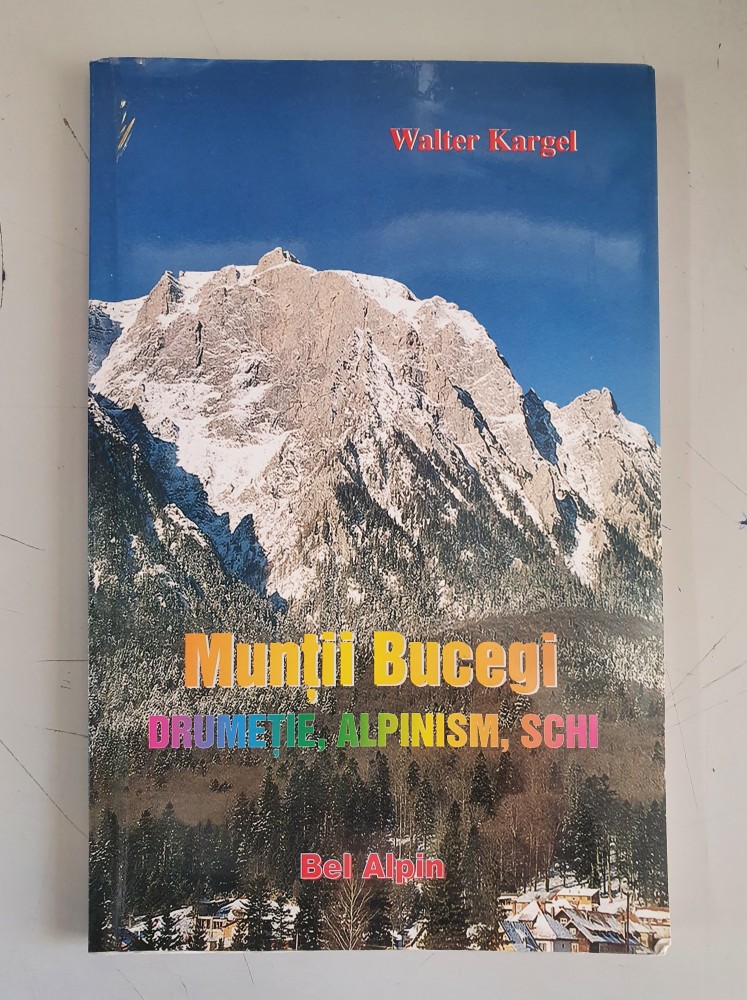 Walter Kargel
Munții Bucegi
DRUMEȚIE, ALPINISM, SCHI
Bel Alpin